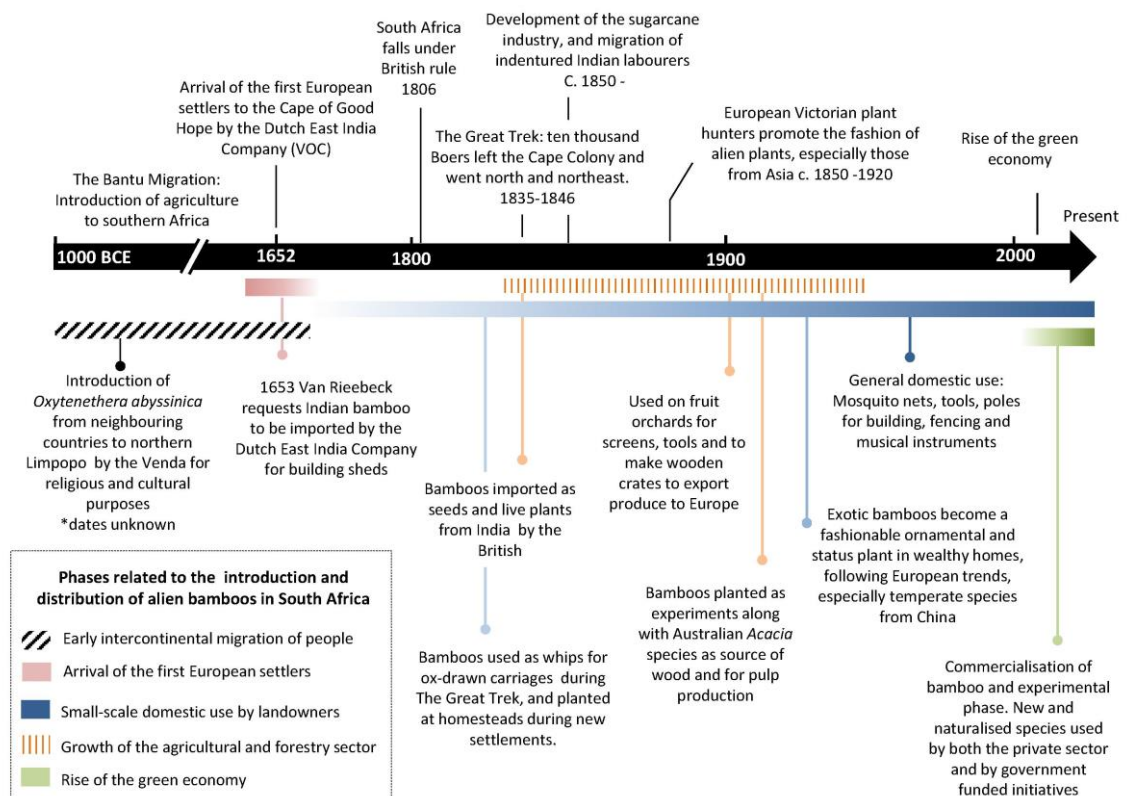 The Bantu Migration:
Introduction of agriculture
to southern Africa
Arrival of the first European
settlers to the Cape of Good
Hope by the Dutch East India
Company (VOC)
South Africa
falls under
British rule
1806
Development of the sugarcane
industry, and migration of
indentured Indian labourers
C. 1850 -
The Great Trek: ten thousand
Boers left the Cape Colony and
went north and northeast.
1835-1846
European Victorian plant
hunters promote the fashion of
alien plants, especially those
from Asia c. 1850 -1920
Rise of the green
economy
Present
1000 BCE
1652
1800
1900
2000
Introduction of
Oxytenethera abyssinica
from neighbouring
countries to northern
Limpopo by the Venda for
religious and cultural
purposes
*dates unknown
1653 Van Rieebeck
requests Indian bamboo
to be imported by the
Dutch East India Company
for building sheds
Bamboos imported as
seeds and live plants
from India by the
British
Used on fruit
orchards for
screens, tools and to
make wooden
crates to export
produce to Europe
General domestic use:
Mosquito nets, tools, poles
for building, fencing and
musical instruments
Exotic bamboos become a
fashionable ornamental and
status plant in wealthy homes,
following European trends,
especially temperate species
from China
Bamboos used as whips for
ox-drawn carriages during
The Great Trek, and planted
at homesteads during new
settlements.
Bamboos planted as
experiments along
with Australian Acacia
species as source of
wood and for pulp
production
Commercialisation of
bamboo and experimental
phase. New and
naturalised species used
by both the private sector
and by government
funded initiatives
Phases related to the introduction and
distribution of alien bamboos in South Africa
Early intercontinental migration of people
Arrival of the first European settlers
Small-scale domestic use by landowners
Growth of the agricultural and forestry sector
Rise of the green economy